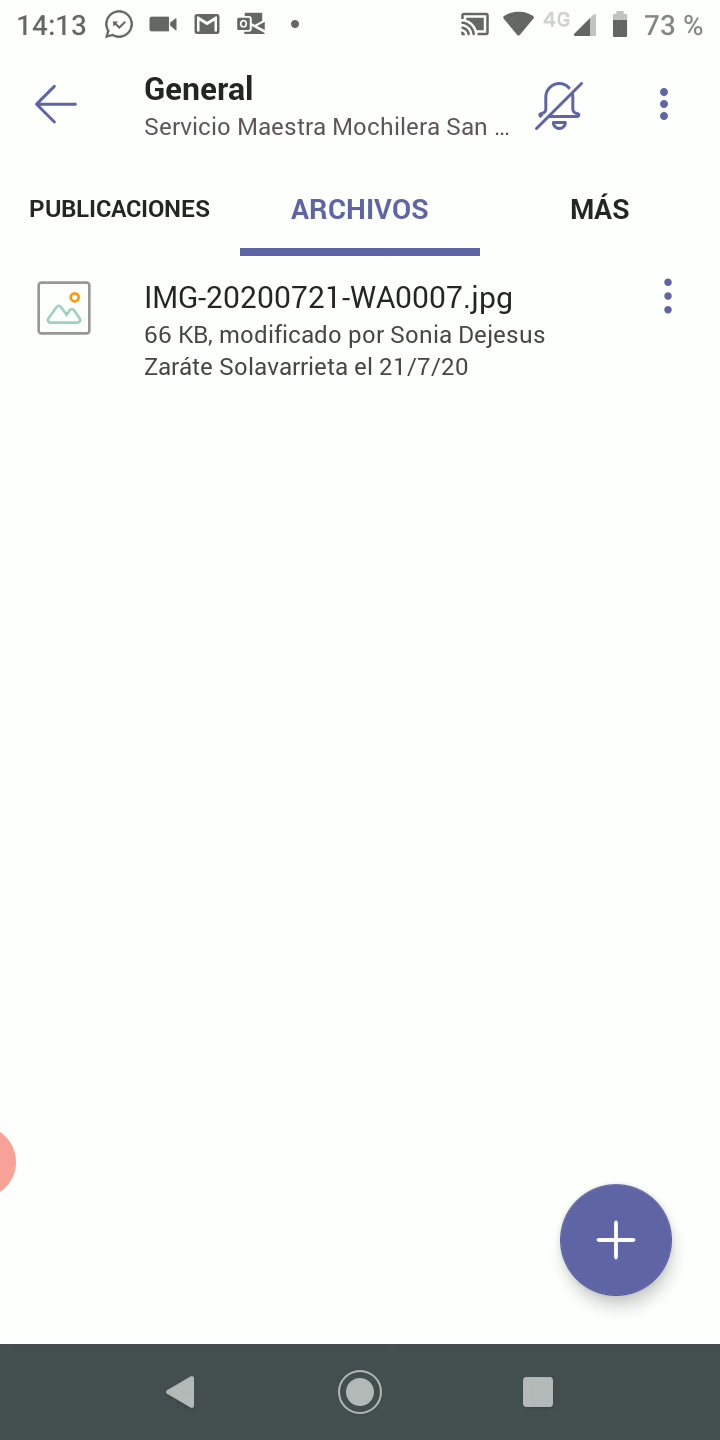 14:13 4G 73 %
General
Servicio Maestra Mochilera San ...
PUBLICACIONES ARCHIVOS MÁS
IMG-20200721-WA0007.jpg
66 KB, modificado por Sonia Dejesus
Zaráte Solavarrieta el 21/7/20